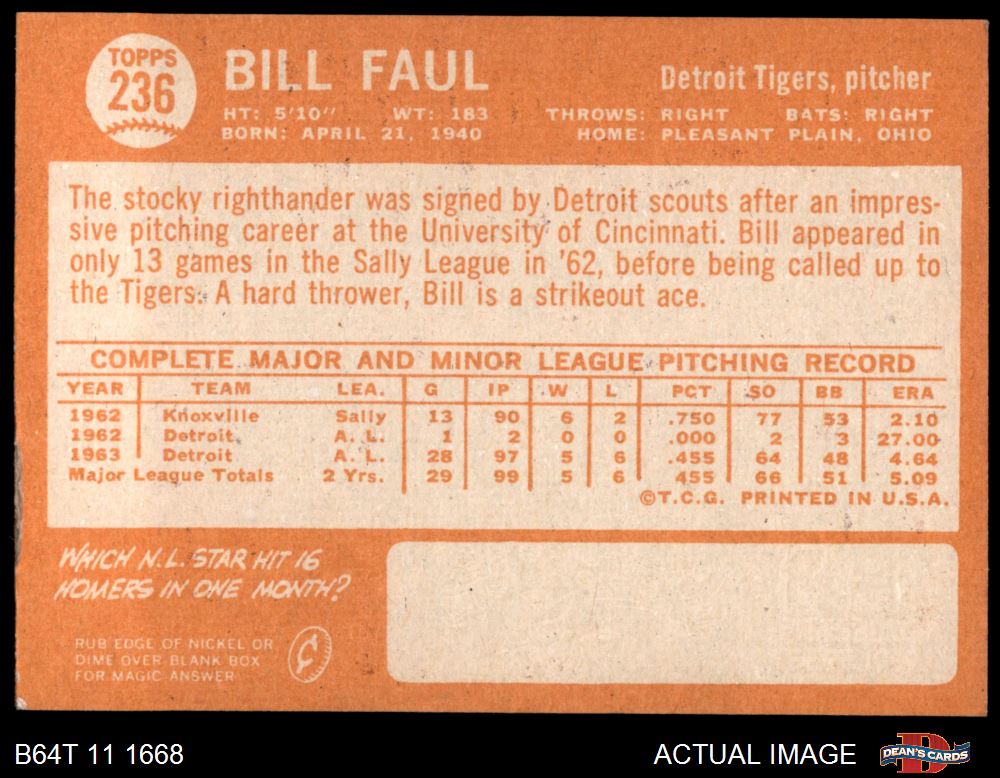 TOPPS
236
BILL FAUL
Detroit Tigers, pitcher
HT: 5'10" WT: 183 THROWS: RIGHT BATS: RIGHT
BORN: APRIL 21, 1940 HOME: PLEASANT PLAIN, OHIO
The stocky righthander was signed by Detroit scouts after an impres-
sive pitching career at the University of Cincinnati. Bill appeared in
only 13 games in the Sally League in '62, before being called up to
the Tigers. A hard thrower, Bill is a strikeout ace.
COMPLETE MAJOR AND MINOR LEAGUE PITCHING RECORD
YEAR TEAM LEA. G IP W L PCT SO BB ERA
1962 Knoxville Sally 13 90 6 2 .750 77 53 2.10
1962 Detroit A. L. 1 2 0 0 .000 2 3 27.00
1963 Detroit A. L. 28 97 5 6 .455 64 48 4.64
Major League Totals 2 Yrs. 29 99 5 6 455 66 51 5.09
©T.C.G. PRINTED IN U.S.A.
WHICH N.L. STAR HIT 16
HOMERS IN ONE MONTH?
RUB EDGE OF NICKEL OR
DIME OVER BLANK BOX
FOR MAGIC ANSWER
¢
B64T 11 1668
ACTUAL IMAGE
D
DEAN'S CARDS